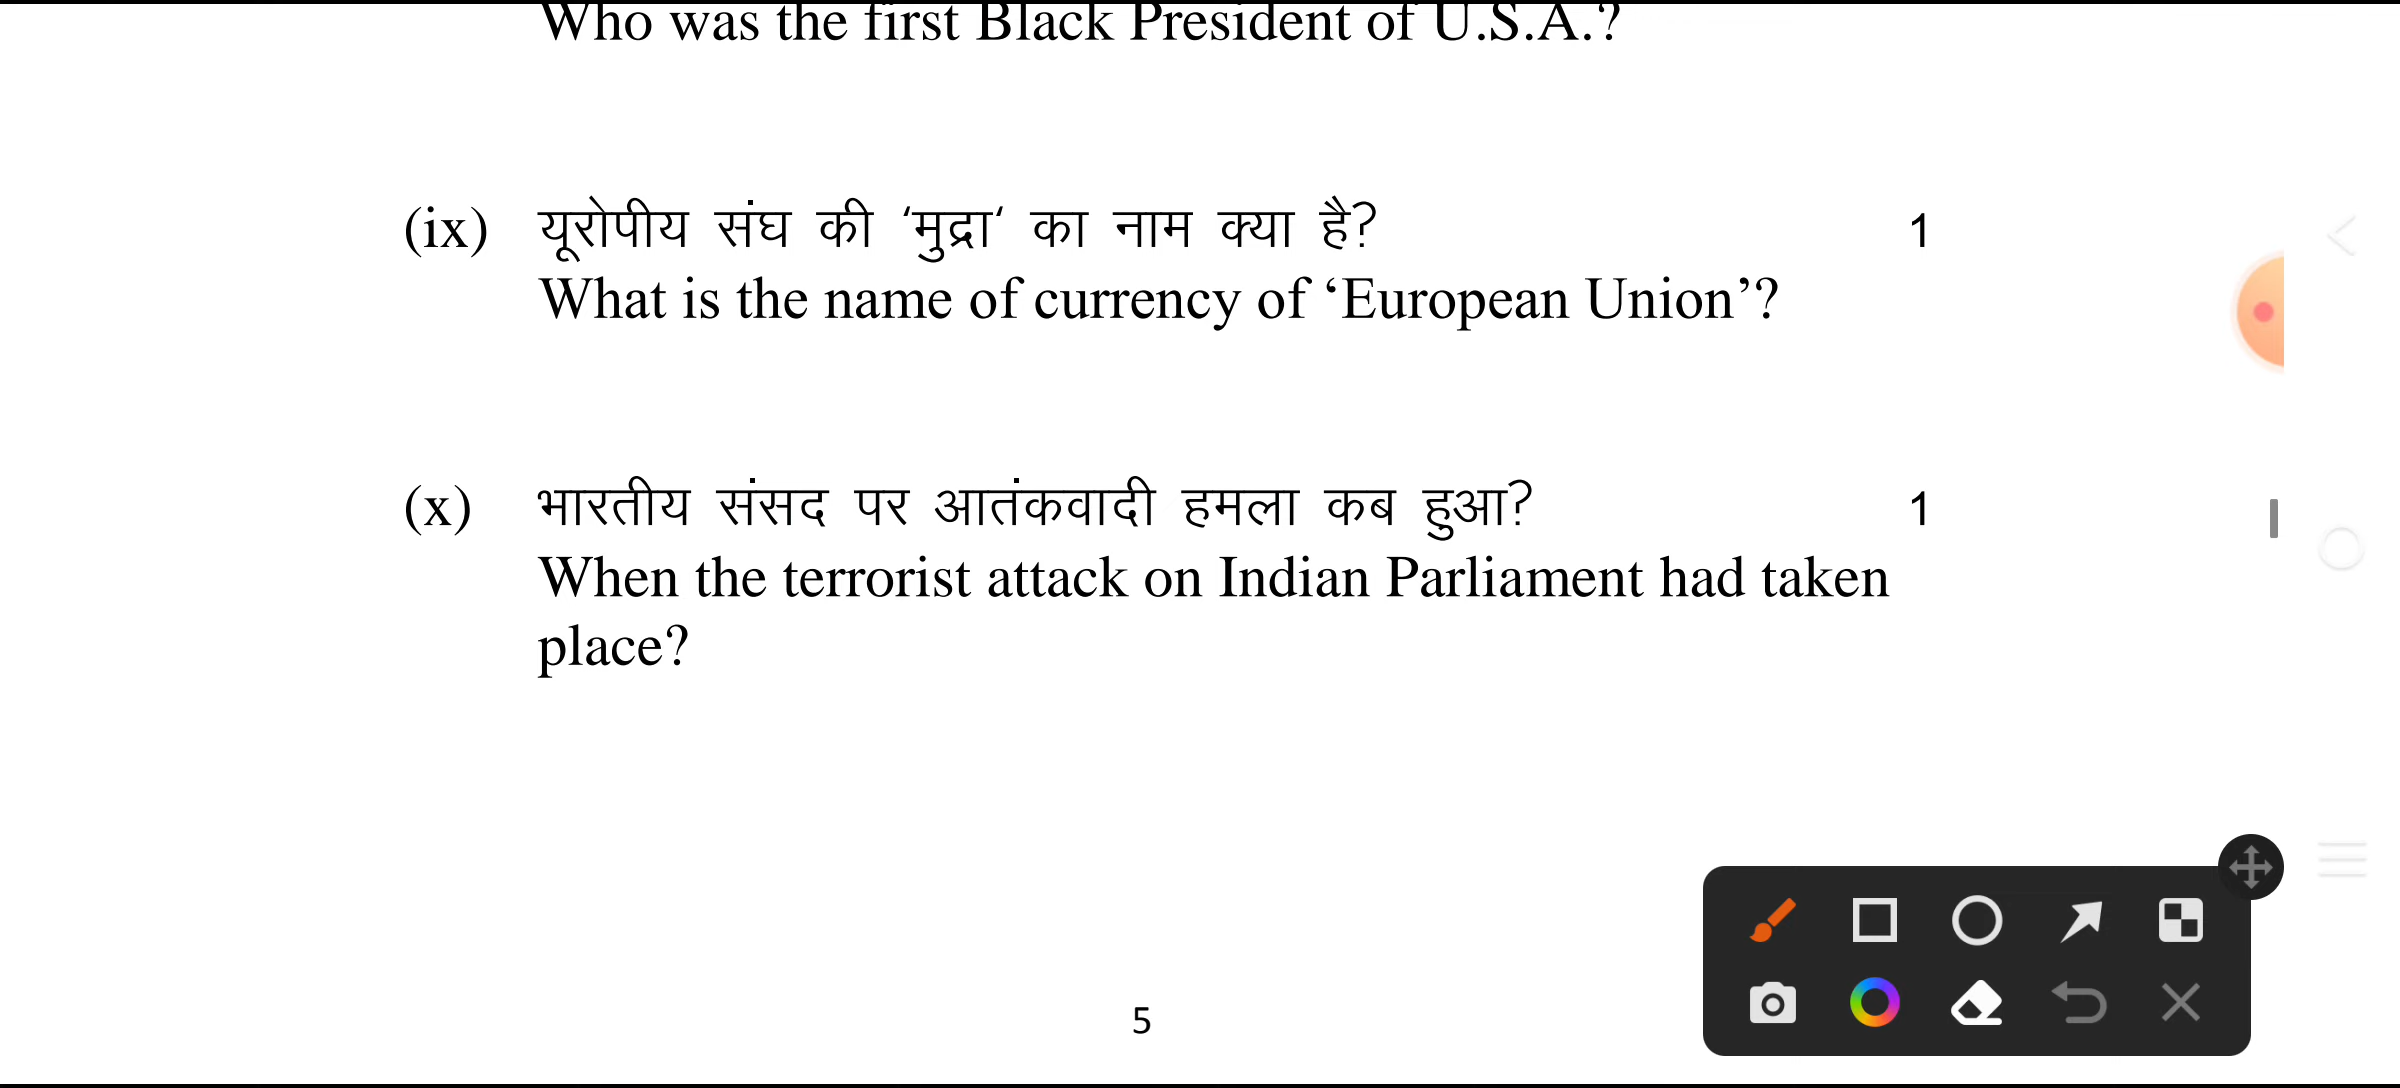 Who was the first Black President of U.S.A.?
(ix) यूरोपीय संघ की ‘मुद्रा‘ का नाम क्या है? 1
What is the name of currency of ‘European Union’?
(x) भारतीय संसद पर आतंकवादी हमला कब हुआ? 1
When the terrorist attack on Indian Parliament had taken
place?
5